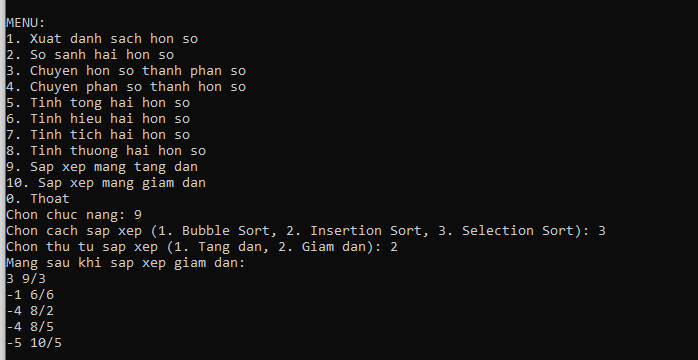 MENU:
1. Xuat danh sach hon so
2. So sanh hai hon so
3. Chuyen hon so thanh phan so
4. Chuyen phan so thanh hon so
5. Tinh tong hai hon so
6. Tinh hieu hai hon so
7. Tinh tich hai hon so
8. Tinh thuong hai hon so
9. Sap xep mang tang dan
10. Sap xep mang giam dan
0. Thoat
Chon chuc nang: 9
Chon cach sap xep (1. Bubble Sort, 2. Insertion Sort, 3. Selection Sort): 3
Chon thu tu sap xep (1. Tang dan, 2. Giam dan): 2
Mang sau khi sap xep giam dan:
3 9/3
-1 6/6
-4 8/2
-4 8/5
-5 10/5